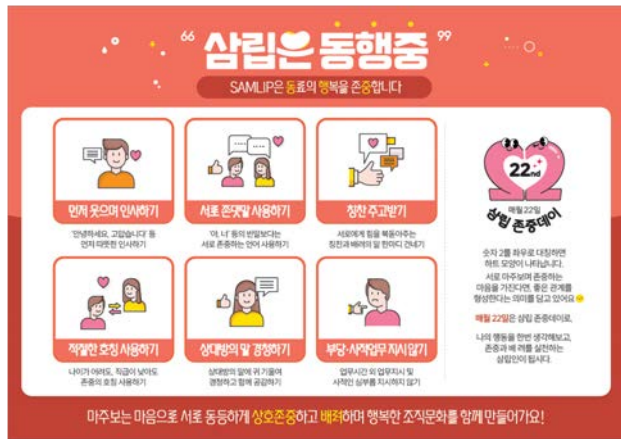 “ 삼립은 동행중 ”
SAMLIP은 동료의 행복을 존중합니다
먼저 웃으며 인사하기
'안녕하세요, 고맙습니다' 등
먼저 따뜻한 인사하기
서로 존댓말 사용하기
'야, 너' 등의 반말보다는
서로 존중하는 언어 사용하기
칭찬 주고받기
서로에게 힘을 북돋아주는
칭찬과 배려의 말 한마디 건네기
적절한 호칭 사용하기
나이가 어려도, 직급이 낮아도
존중의 호칭 사용하기
상대방의 말 경청하기
상대방의 말에 귀 기울여
경청하고 함께 공감하기
부당·사적업무 지시 않기
업무시간 외 업무지시 및
사적인 심부름 지시하지 않기
22nd
매월 22일
삼립 존중데이
숫자 2를 좌우로 대칭하면
하트 모양이 나타납니다.
서로 마주보며 존중하는
마음을 가진다면, 좋은 관계를
형성한다는 의미를 담고 있어요
매월 22일은 삼립 존중데이로,
나의 행동을 한번 생각해보고,
존중과 배 려를 실천하는
삼립인이 됩시다.
마주보는 마음으로 서로 동등하게 상호존중하고 배려하며 행복한 조직문화를 함께 만들어가요!